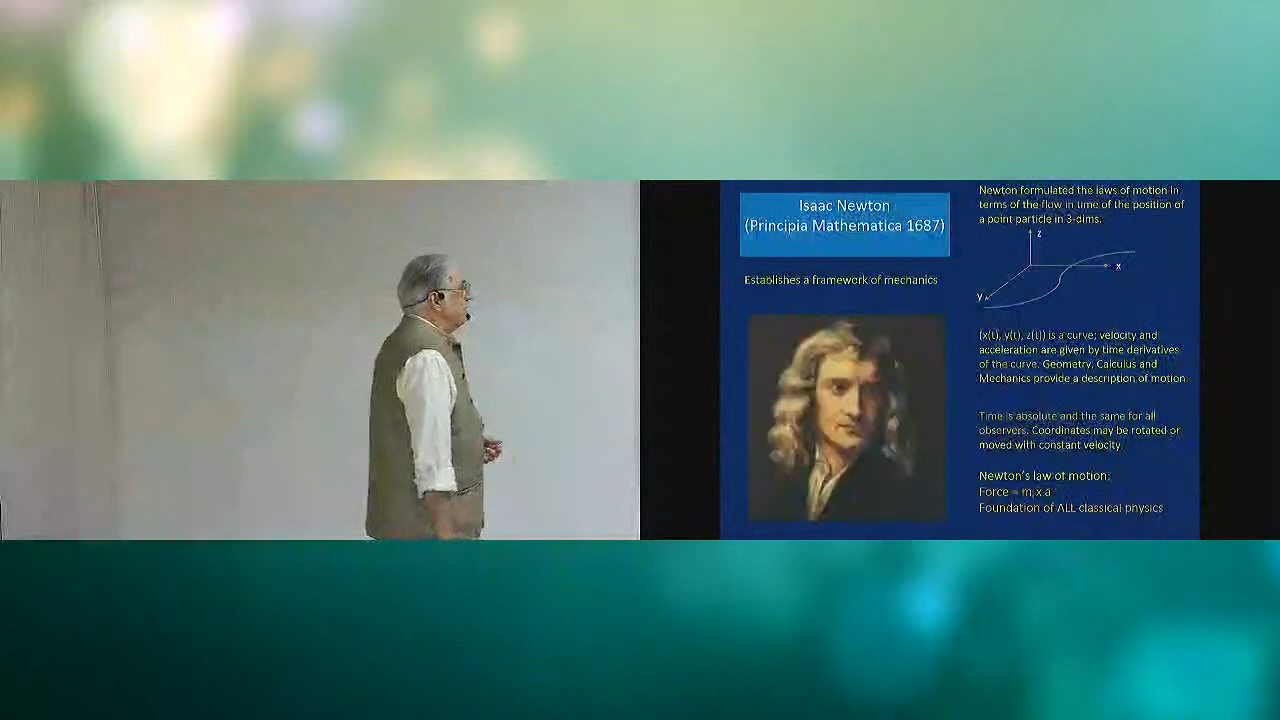 Isaac Newton
(Principia Mathematica 1687)
Establishes a framework of mechanics
Newton formulated the laws of motion in
terms of the flow in time of the position of
a point particle in 3-dims.
z
x
y
(x(t), y(t), z(t)) is a curve; velocity and
acceleration are given by time derivatives
of the curve. Geometry, Calculus and
Mechanics provide a description of motion.
Time is absolute and the same for all
observers. Coordinates may be rotated or
moved with constant velocity.
Newton's law of motion:
Force = m x a
Foundation of ALL classical physics